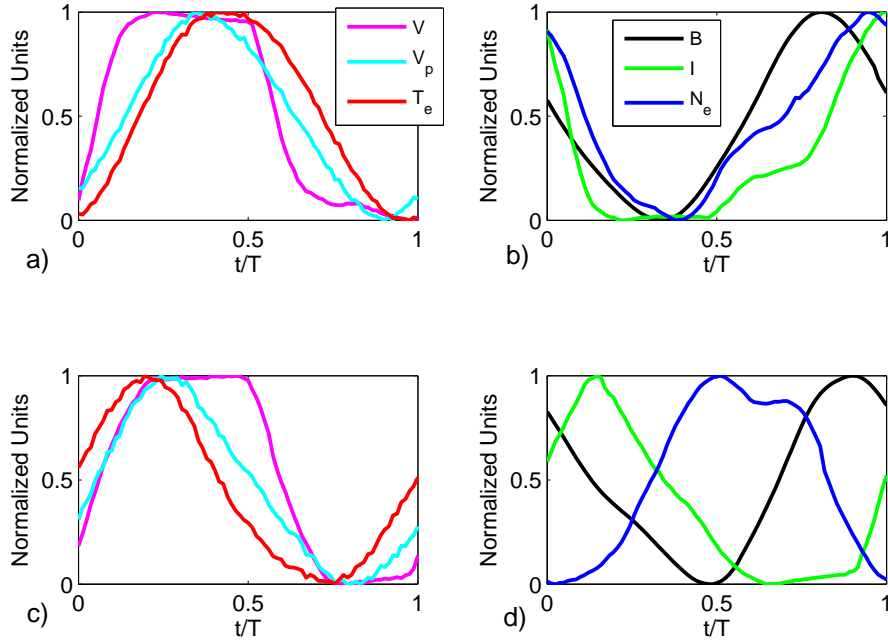 Normalized Units
1
0.5
0
0
0.5
1
t/T
a)
V
V_p
T_e
Normalized Units
1
0.5
0
0
0.5
1
t/T
b)
B
I
N_e
Normalized Units
1
0.5
0
0
0.5
1
t/T
c)
Normalized Units
1
0.5
0
0
0.5
1
t/T
d)